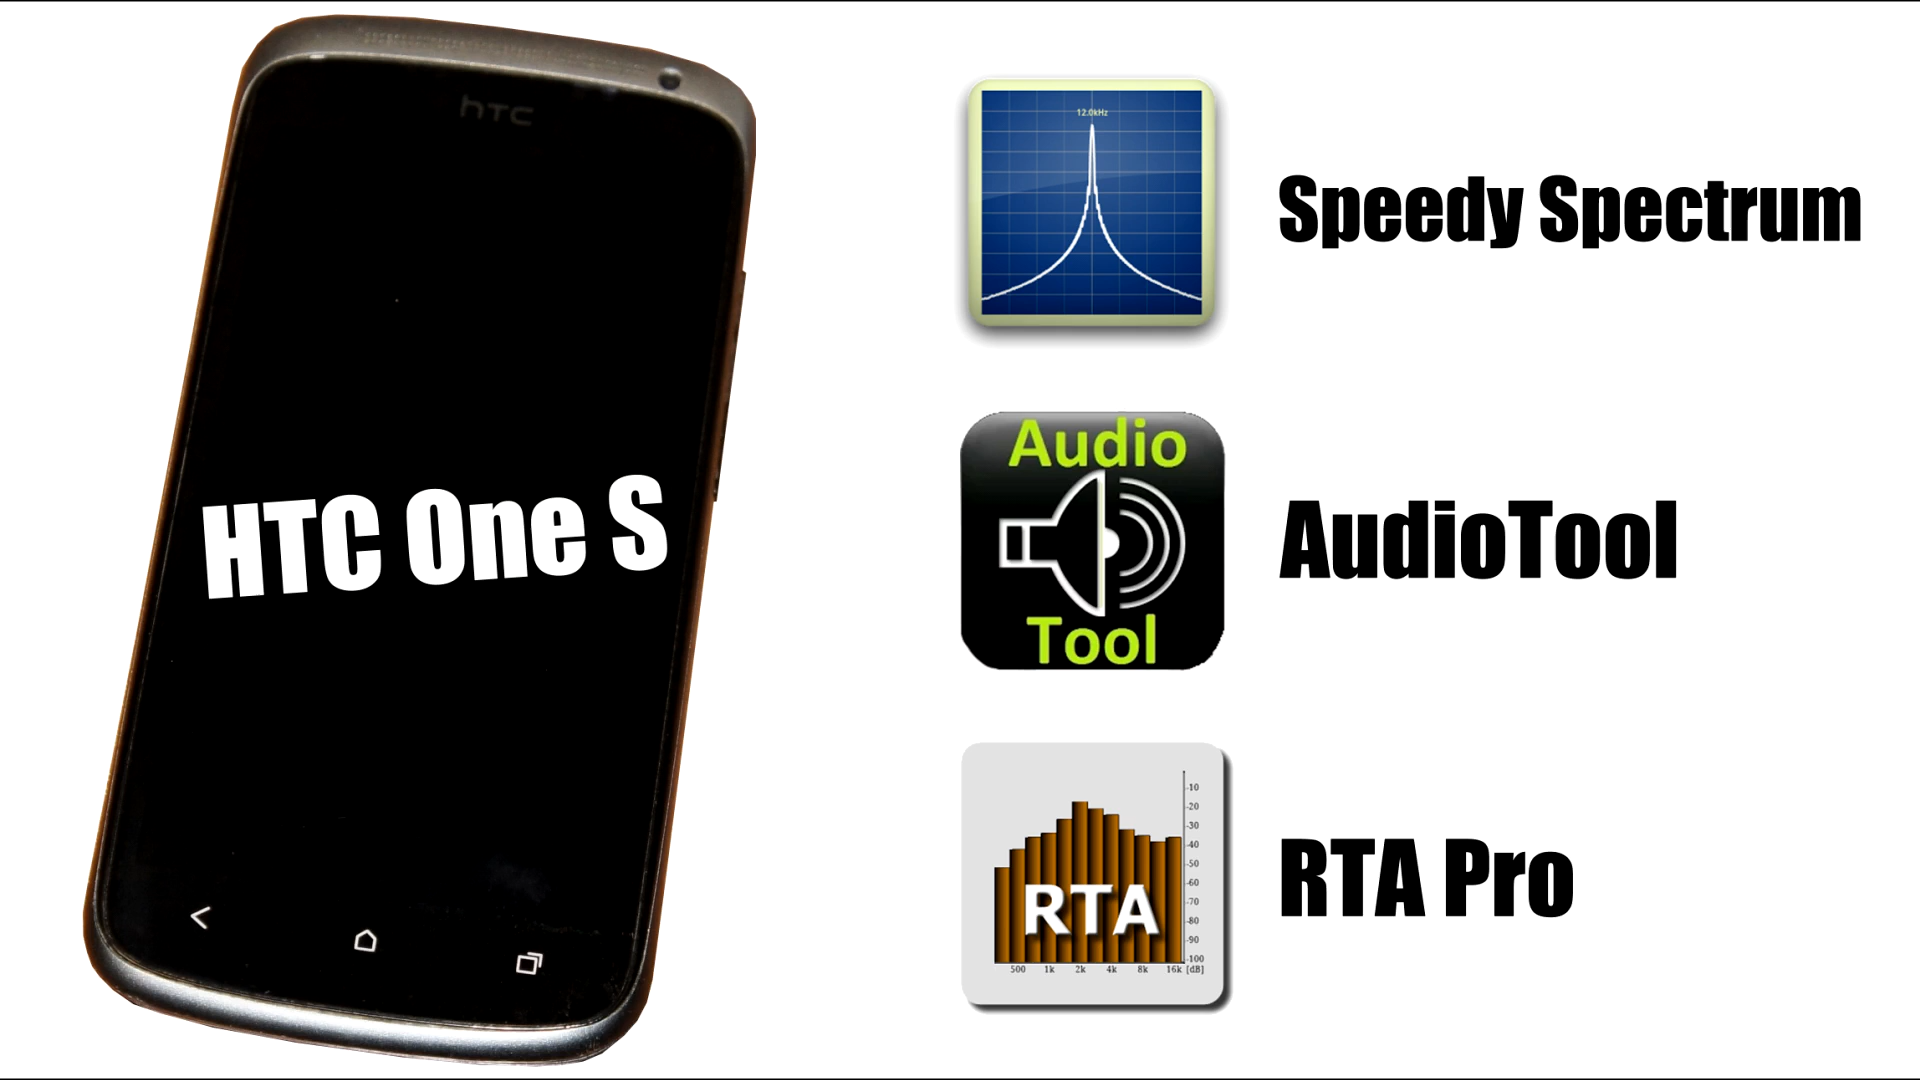 hTC
HTC One S
12.0kHz
Speedy Spectrum
Audio
Tool
AudioTool
-10
-20
-30
-40
-50
-60
-70
-80
-90
-100
RTA
500 1k 2k 4k 8k 16k [dB]
RTA Pro